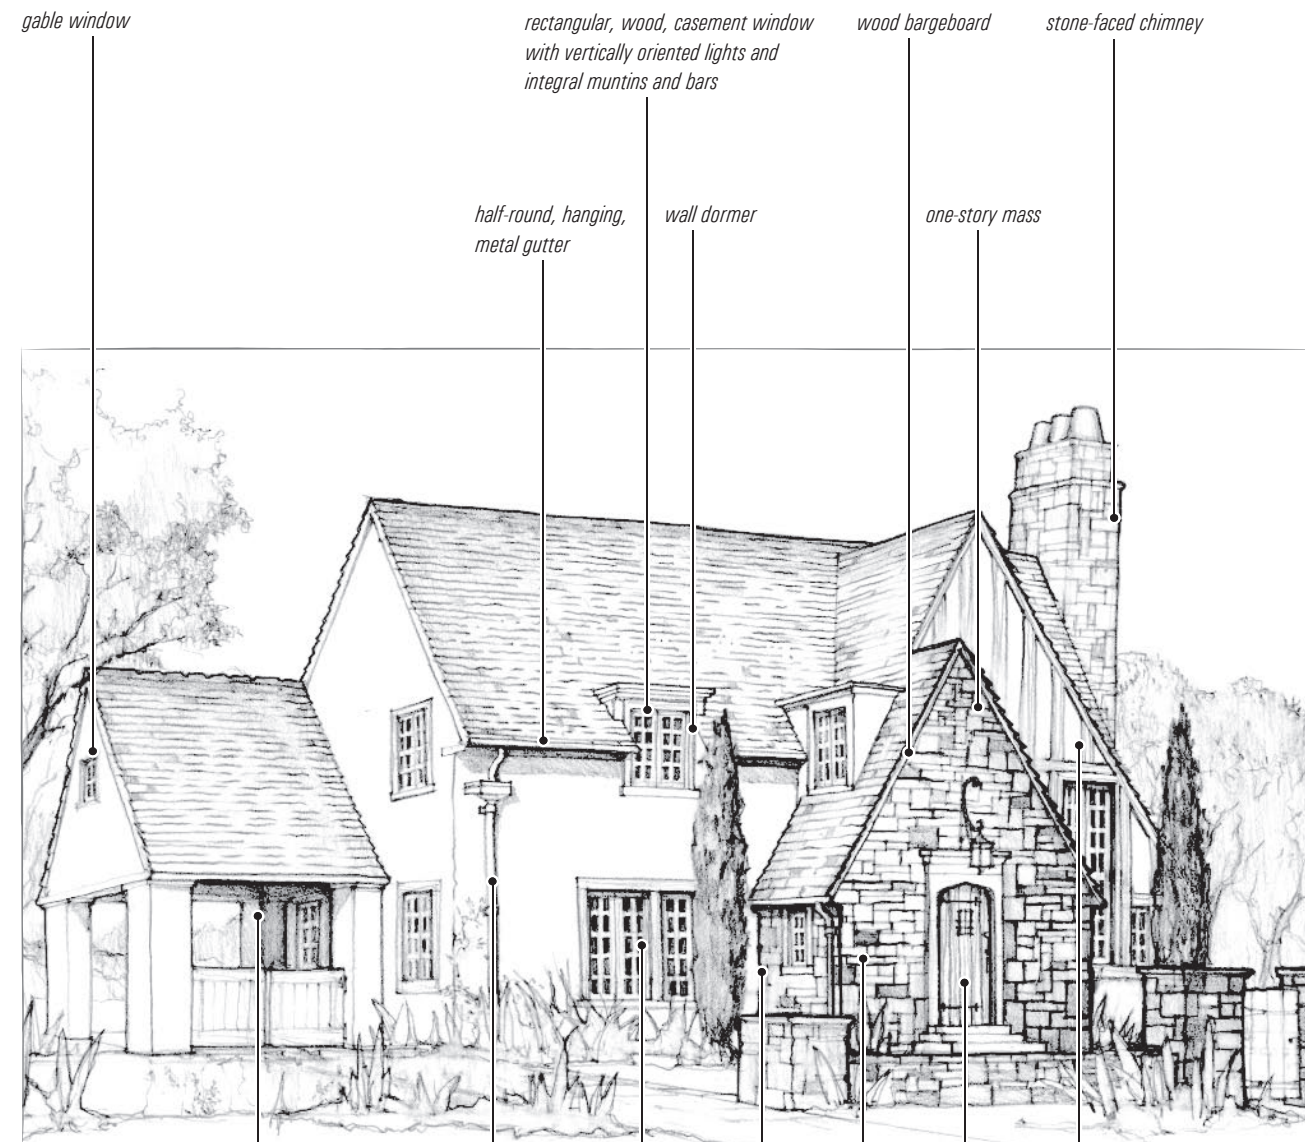 gable window
rectangular, wood, casement window
with vertically oriented lights and
integral muntins and bars
wood bargeboard
stone-faced chimney
half-round, hanging,
metal gutter
wall dormer
one-story mass